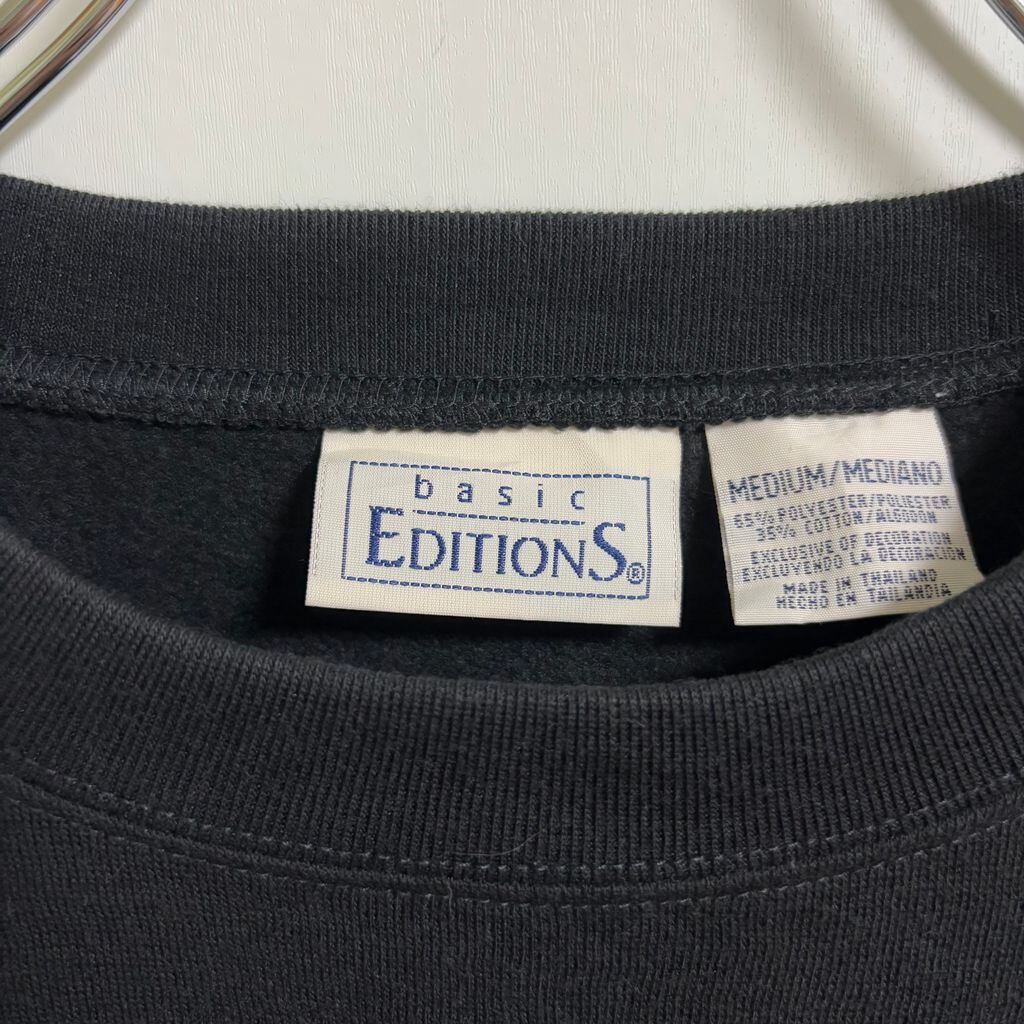 basic
EDITIONS®
MEDIUM/MEDIANO
65% POLYESTER/POLIESTER
35% COTTON/ALGODON
EXCLUSIVE OF DECORATION
EXCLUYENDO LA DECORACION
MADE IN THAILAND
HECHO EN TAILANDIA